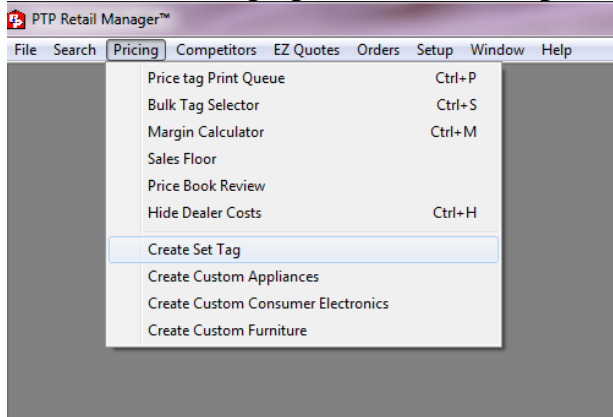 PTP Retail Manager™
File Search Pricing Competitors EZ Quotes Orders Setup Window Help
Price tag Print Queue Ctrl+P
Bulk Tag Selector Ctrl+S
Margin Calculator Ctrl+M
Sales Floor
Price Book Review
Hide Dealer Costs Ctrl+H
Create Set Tag
Create Custom Appliances
Create Custom Consumer Electronics
Create Custom Furniture